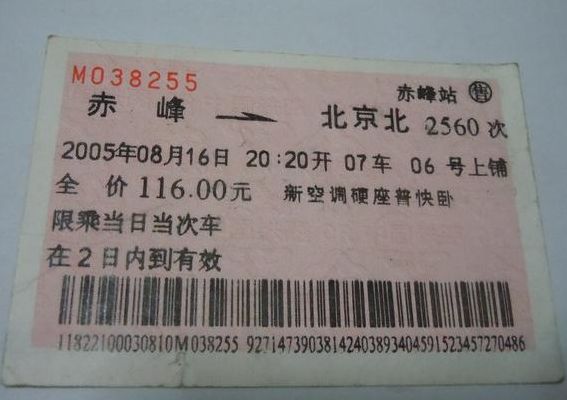 M038255
赤峰站 售
赤 峰 → 北京北 2560次
2005年08月16日 20:20开 07车 06号上铺
全 价 116.00元 新空调硬座普快卧
限乘当日当次车
在2日内到有效
11822100030810M038255 927147390381424038934045915234572704​86